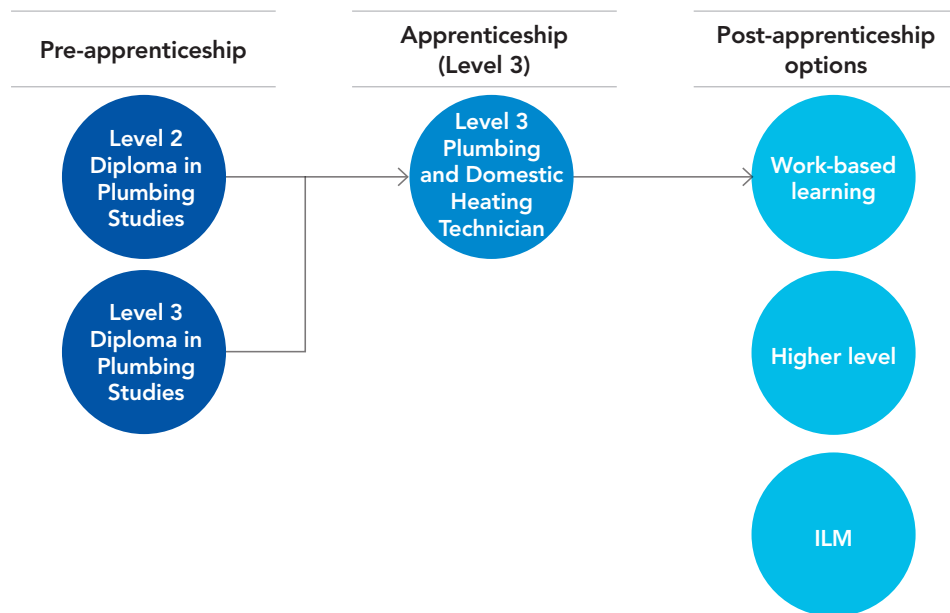 Pre-apprenticeship
Apprenticeship
(Level 3)
Post-apprenticeship
options
Level 2
Diploma in
Plumbing
Studies
Level 3
Diploma in
Plumbing
Studies
Level 3
Plumbing
and Domestic
Heating
Technician
Work-based
learning
Higher level
ILM